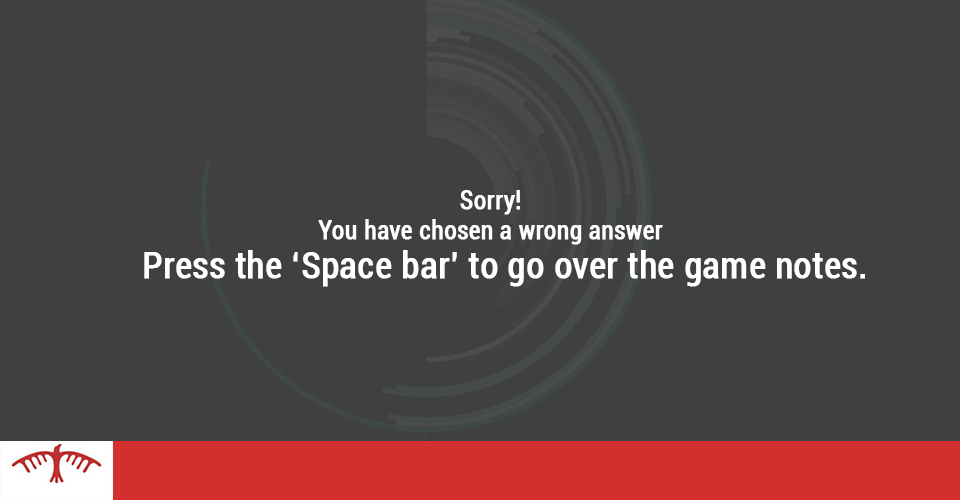 Sorry!
You have chosen a wrong answer
Press the ‘Space bar’ to go over the game notes.